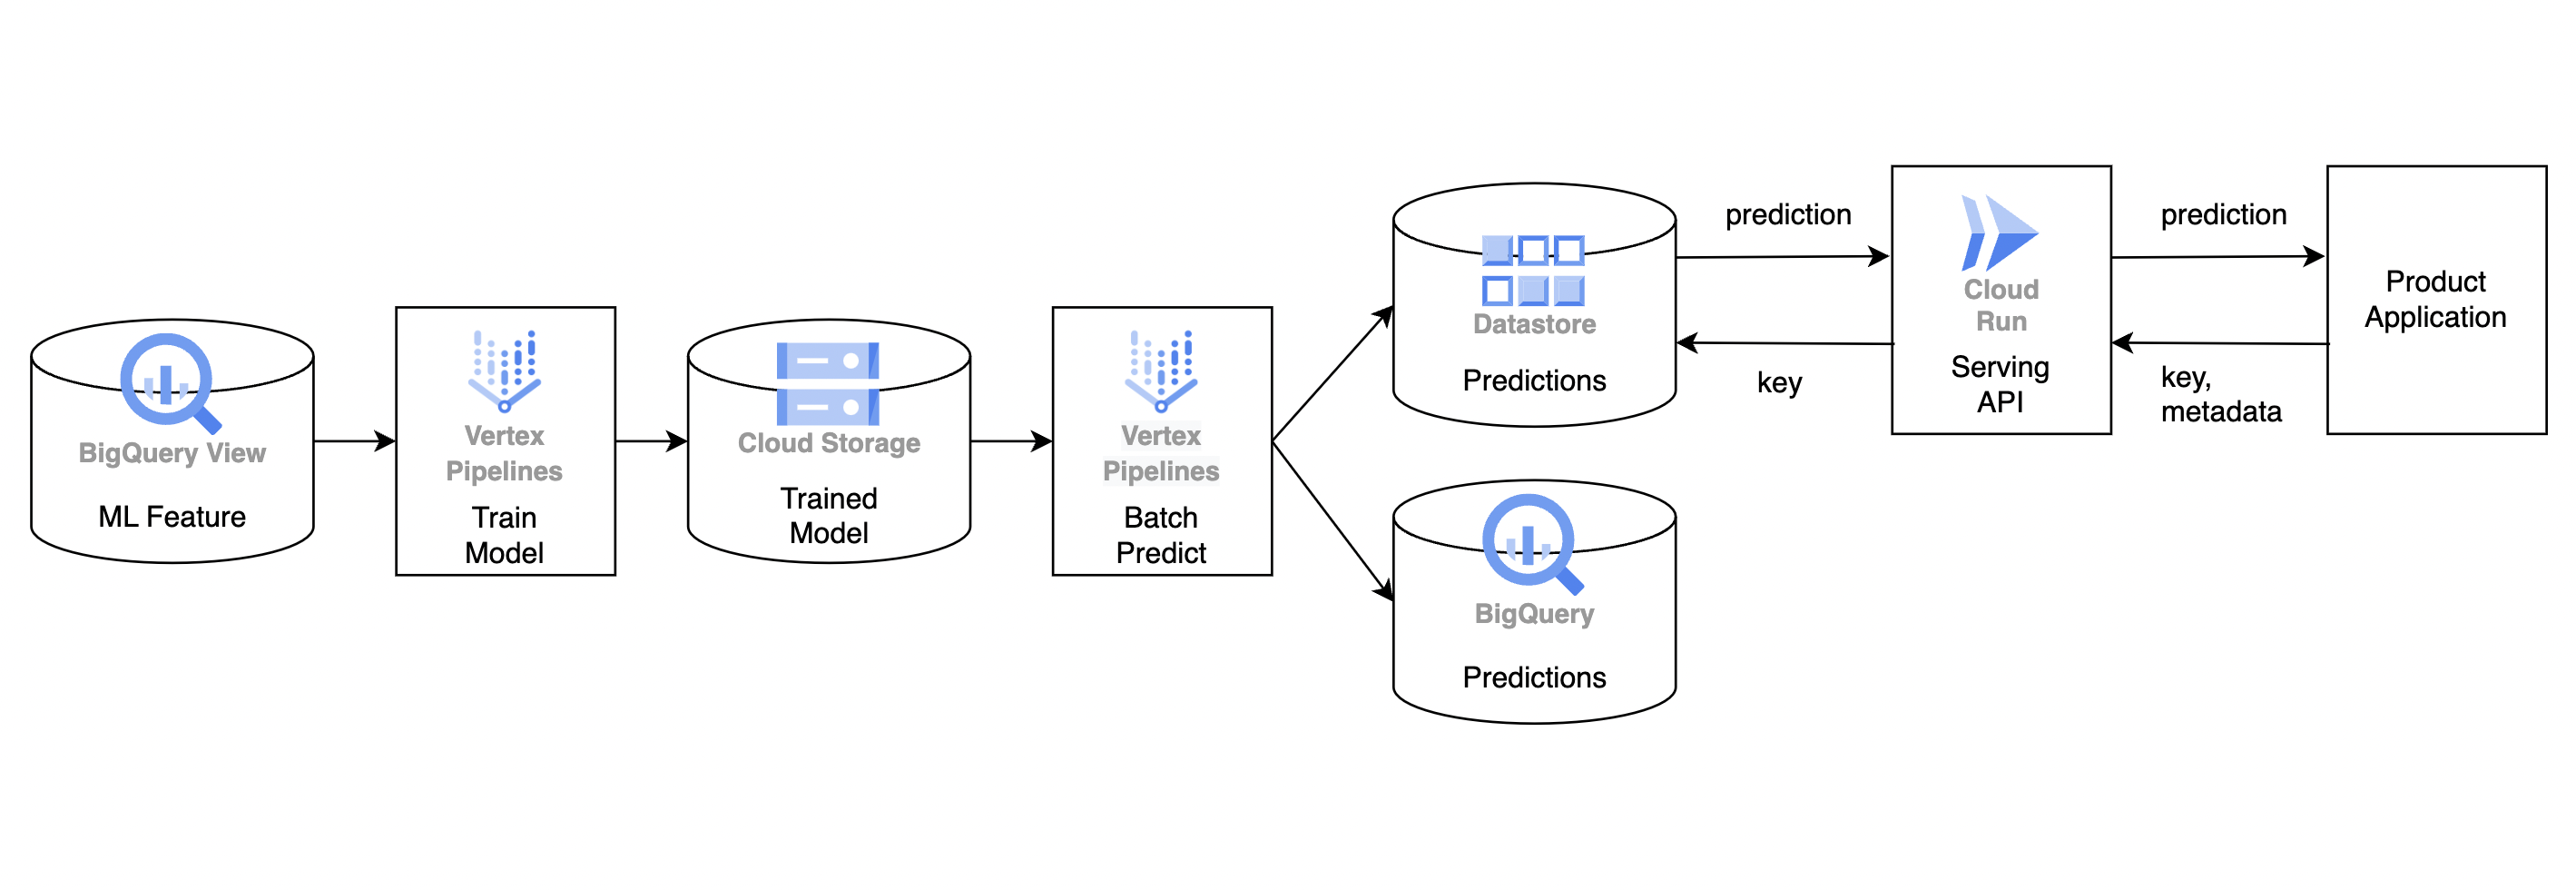 BigQuery View
ML Feature
Vertex
Pipelines
Train
Model
Cloud Storage
Trained
Model
Vertex
Pipelines
Batch
Predict
Datastore
Predictions
BigQuery
Predictions
prediction
key
Cloud
Run
Serving
API
prediction
key,
metadata
Product
Application